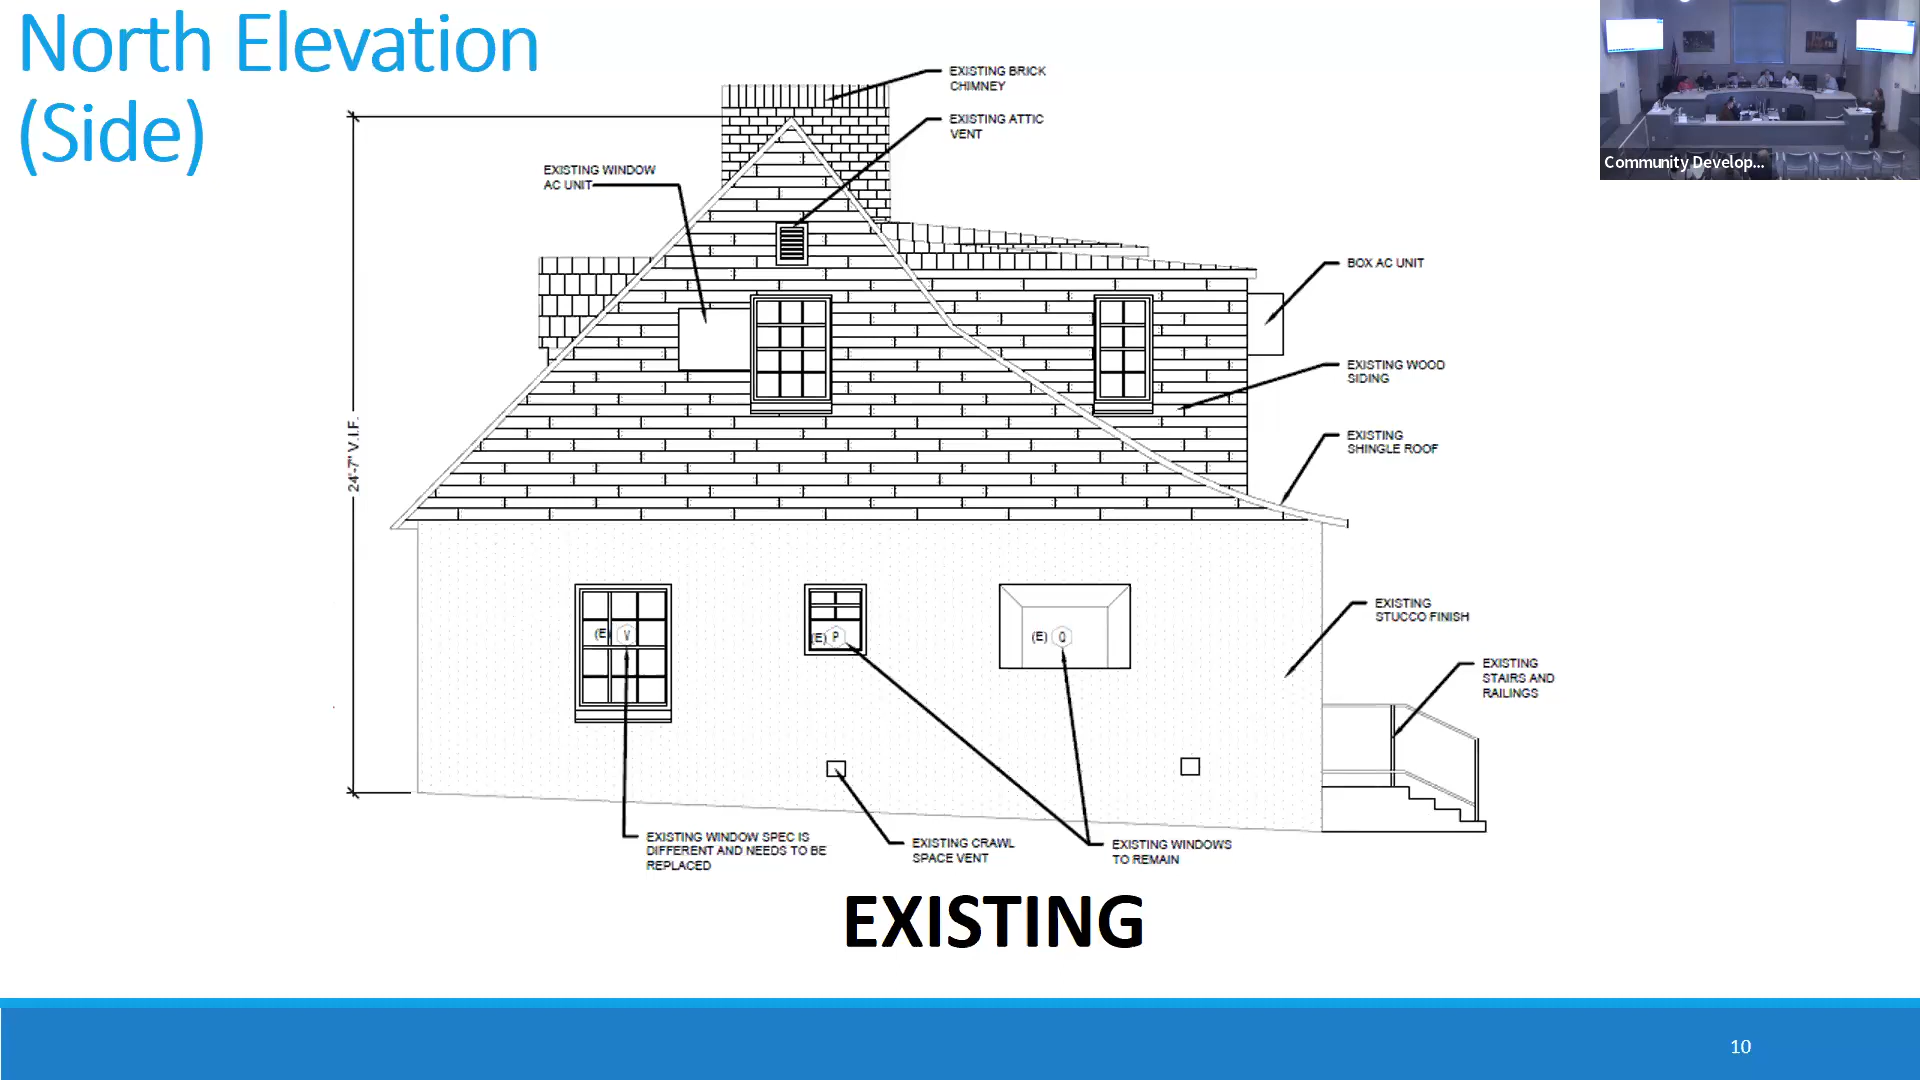 North Elevation
(Side)
EXISTING BRICK
CHIMNEY
EXISTING ATTIC
VENT
EXISTING WINDOW
AC UNIT
BOX AC UNIT
EXISTING WOOD
SIDING
EXISTING
SHINGLE ROOF
24'-7" V.I.F.
EXISTING
STUCCO FINISH
(E) V
(E) P
(E) Q
EXISTING
STAIRS AND
RAILINGS
EXISTING WINDOW SPEC IS
DIFFERENT AND NEEDS TO BE
REPLACED
EXISTING CRAWL
SPACE VENT
EXISTING WINDOWS
TO REMAIN
EXISTING
10
Community Develop...